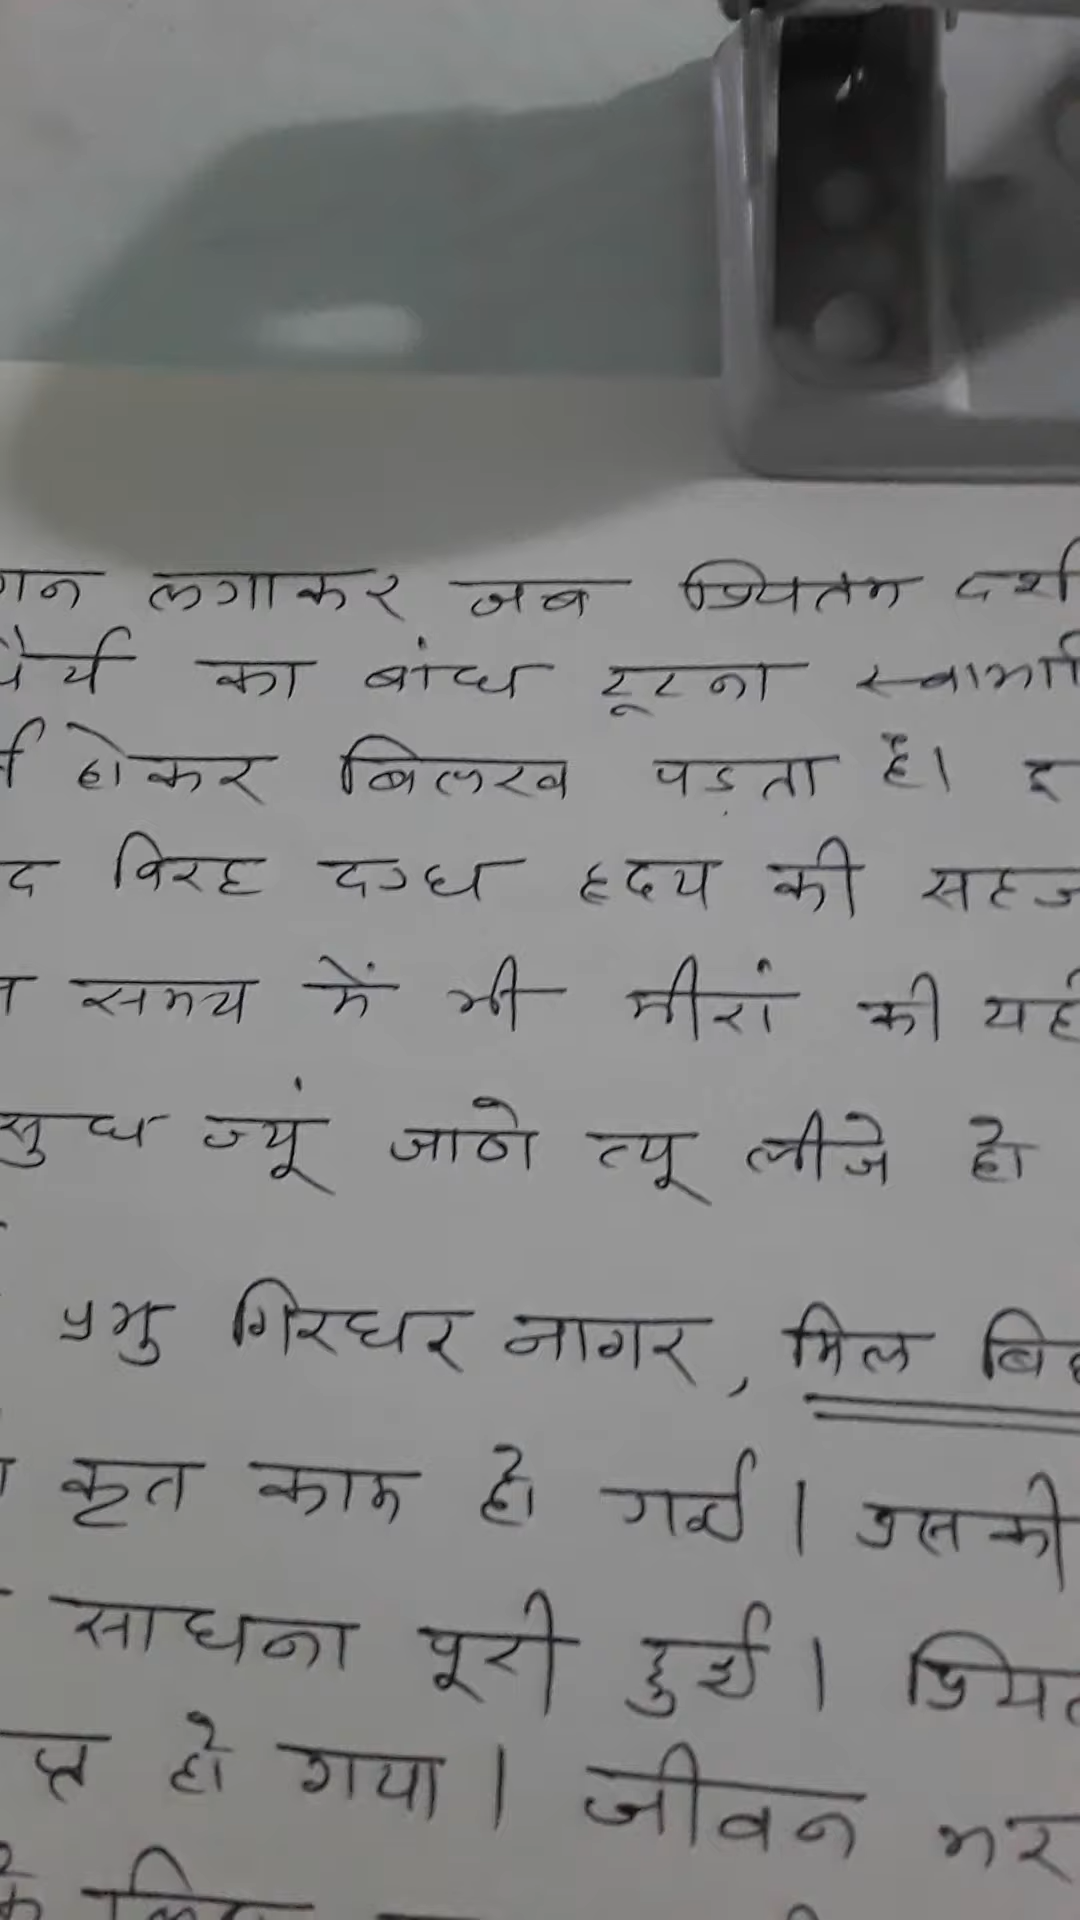 लगाकर जब प्रियतम
धैर्य का बांध टूटना
होकर बिलख पड़ता है।
विरह दग्ध हृदय की सहज
समय में भी मीरां की
सुध ज्यूं जाणे त्यू लीजे हो
प्रभु गिरधर नागर, मिल
कृत काम हो गई। उसकी
साधना पूरी हुई।
हो गया। जीवन भर
के लिए